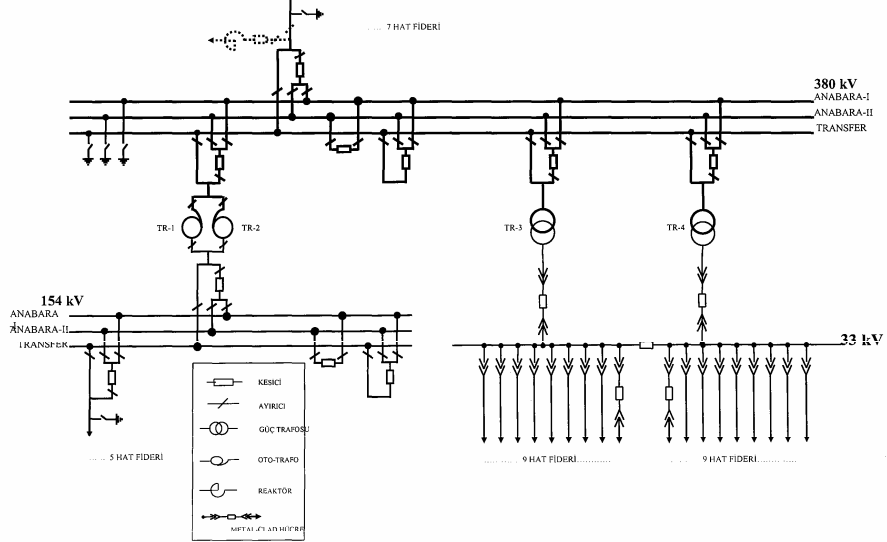 7 HAT FİDERİ
380 kV
ANABARA-I
ANABARA-II
TRANSFER
TR-1
TR-2
TR-3
TR-4
154 kV
ANABARA
ANABARA-II
TRANSFER
33 kV
KESİCİ
AYIRICI
GÜÇ TRAFOSU
OTO-TRAFO
REAKTÖR
METAL-CLAD HÜCRE
..... 5 HAT FİDERİ
........... 9 HAT FİDERİ............
9 HAT FİDERİ.............